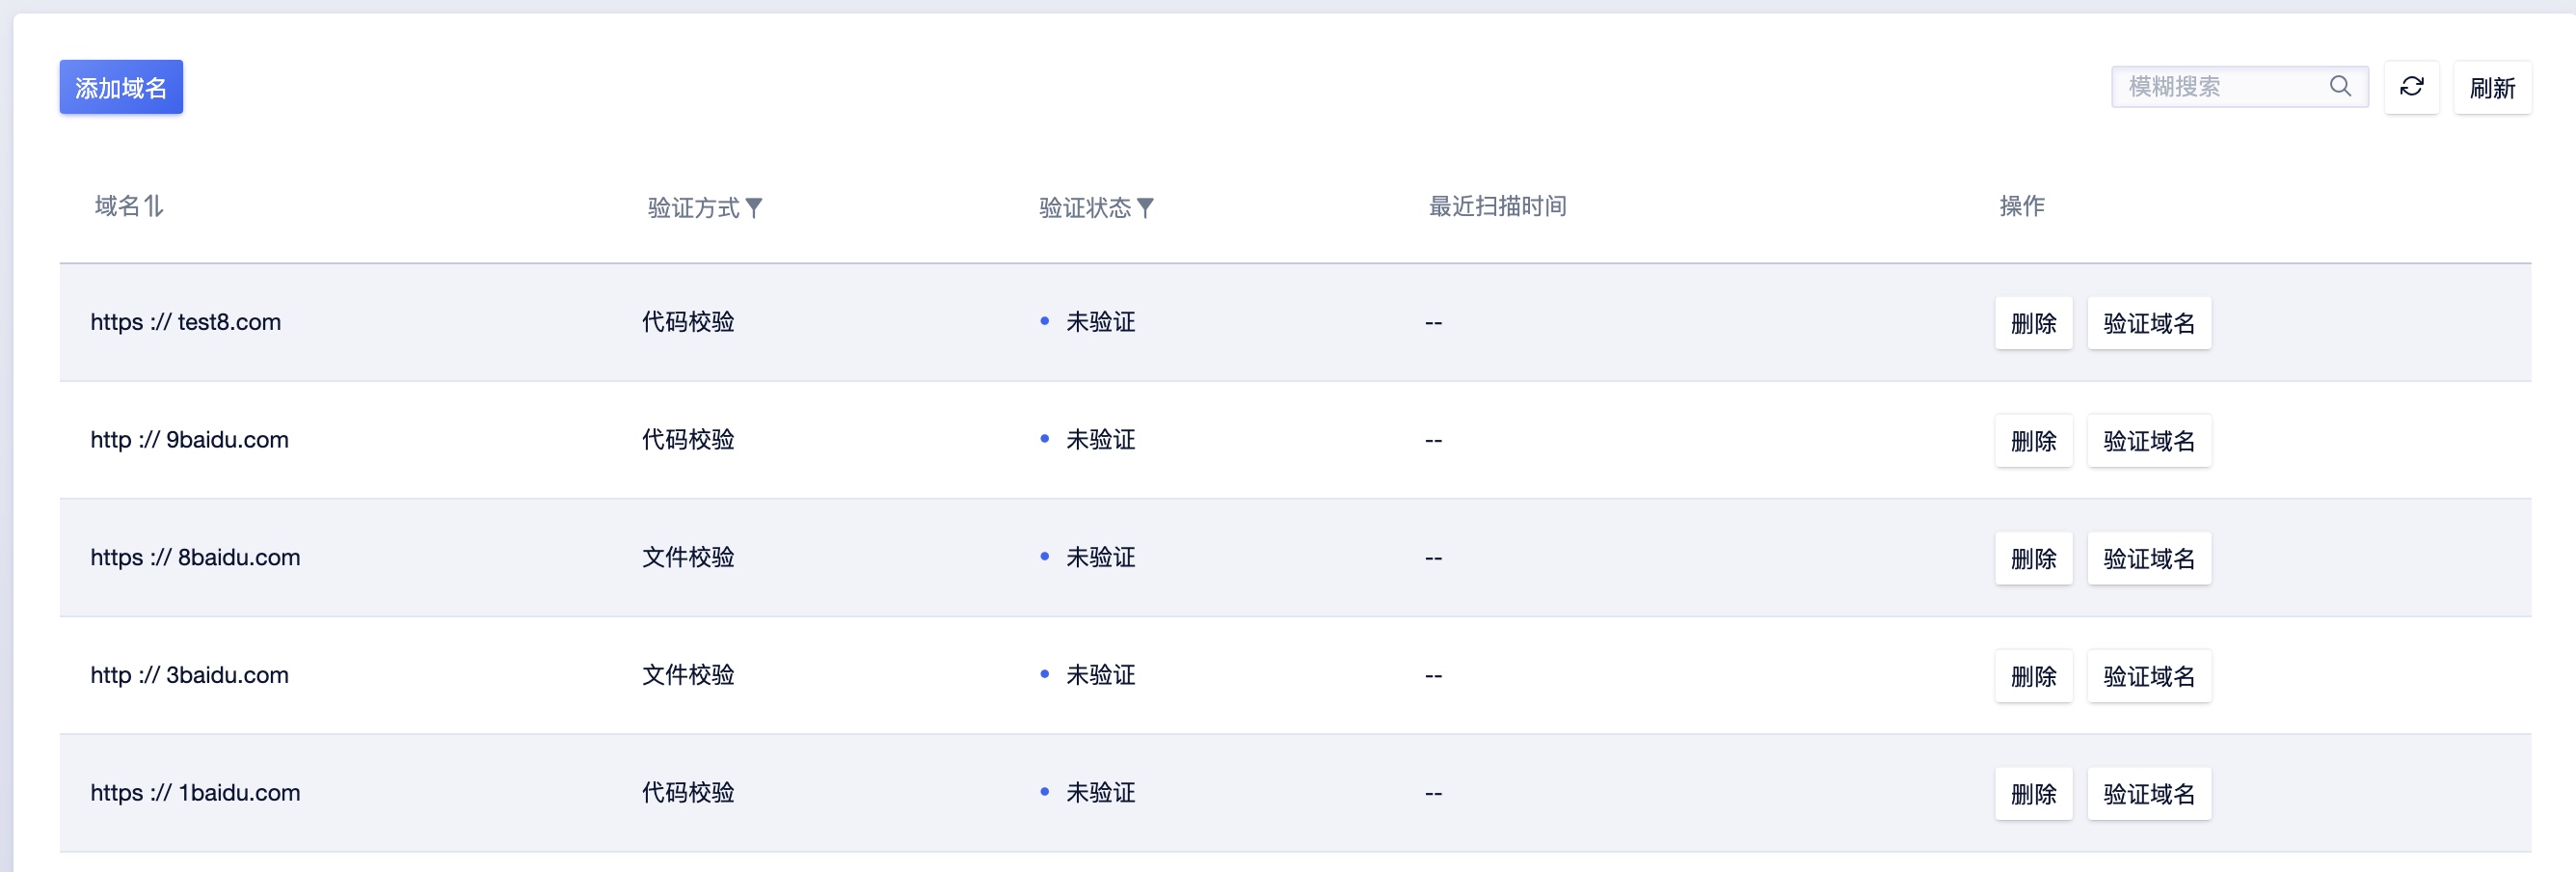 添加域名 模糊搜索 刷新
域名 验证方式 验证状态 最近扫描时间 操作
https :// test8.com 代码校验 未验证 -- 删除 验证域名
http :// 9baidu.com 代码校验 未验证 -- 删除 验证域名
https :// 8baidu.com 文件校验 未验证 -- 删除 验证域名
http :// 3baidu.com 文件校验 未验证 -- 删除 验证域名
https :// 1baidu.com 代码校验 未验证 -- 删除 验证域名